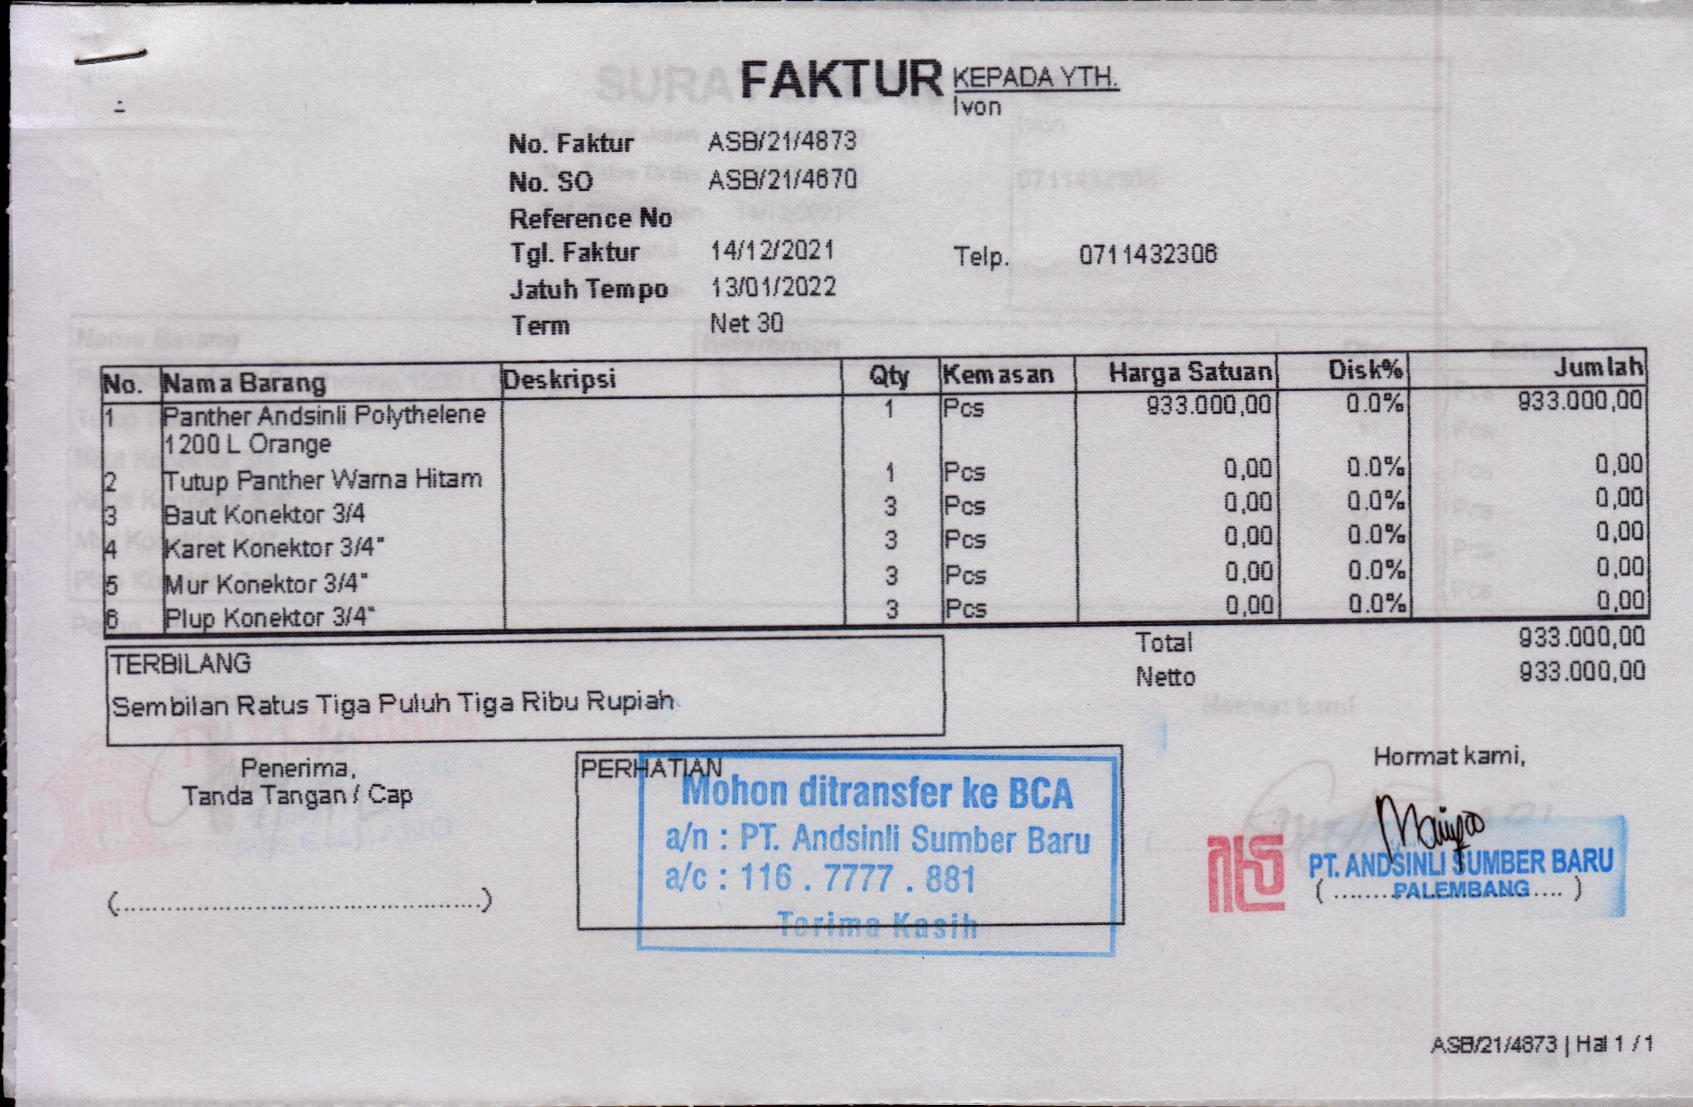 FAKTUR
KEPADA YTH.
Ivon
No. Faktur ASB/21/4873
No. SO ASB/21/4670
Reference No
Tgl. Faktur 14/12/2021
Telp. 0711432306
Jatuh Tempo 13/01/2022
Term Net 30
No. Nama Barang Deskripsi Qty Kemasan Harga Satuan Disk% Jumlah
1 Panther Andsinli Polythelene 1 Pcs 933.000,00 0.0% 933.000,00
1200 L Orange
2 Tutup Panther Warna Hitam 1 Pcs 0,00 0.0% 0,00
3 Baut Konektor 3/4 3 Pcs 0,00 0.0% 0,00
4 Karet Konektor 3/4" 3 Pcs 0,00 0.0% 0,00
5 Mur Konektor 3/4" 3 Pcs 0,00 0.0% 0,00
6 Plup Konektor 3/4" 3 Pcs 0,00 0.0% 0,00
Total 933.000,00
Netto 933.000,00
TERBILANG
Sembilan Ratus Tiga Puluh Tiga Ribu Rupiah
Penerima,
Tanda Tangan / Cap
(................................................)
PERHATIAN
Mohon ditransfer ke BCA
a/n : PT. Andsinli Sumber Baru
a/c : 116 . 7777 . 881
Terima Kasih
Hormat kami,
PT. ANDSINLI SUMBER BARU
PALEMBANG
ASB/21/4873 | Hal 1 / 1